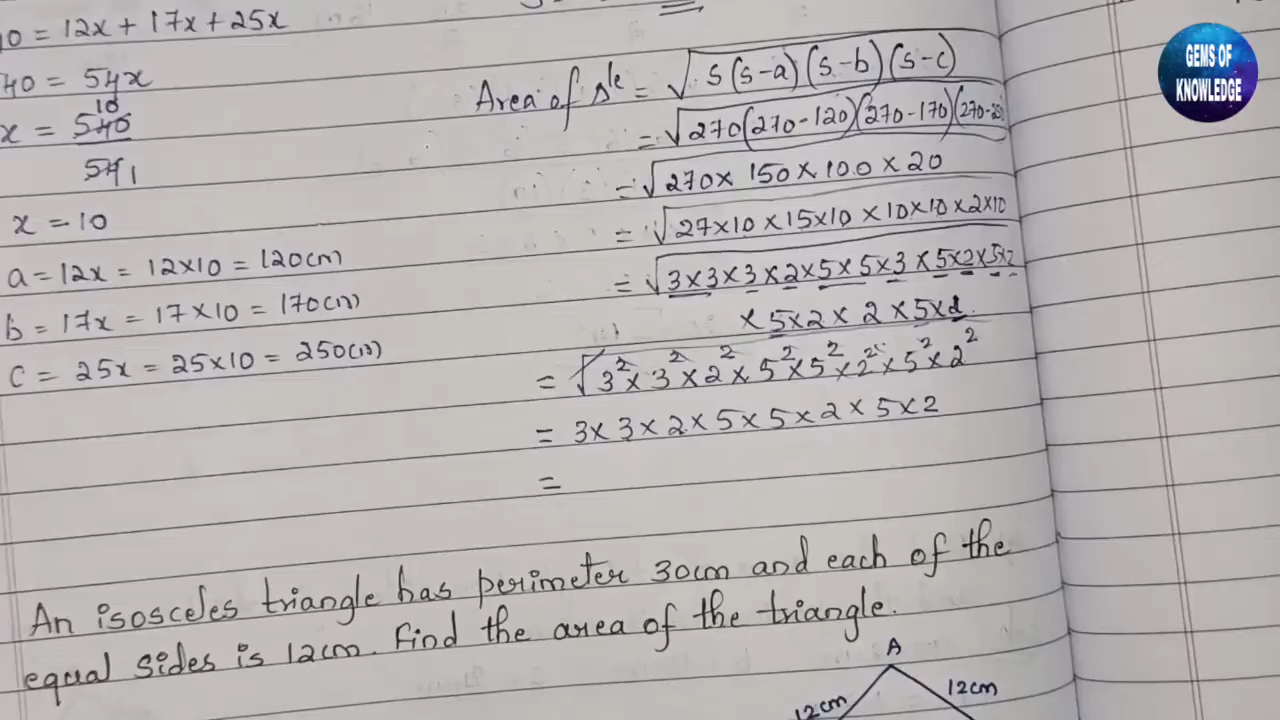 0 = 12x + 17x + 25x
40 = 54x
x = 540
10
54 1
x = 10
a = 12x = 12×10 = 120cm
b = 17x = 17×10 = 170cm
c = 25x = 25×10 = 250cm
Area of Δle = √s(s-a)(s-b)(s-c)
= √270(270-120)(270-170)(270-25
= √270×150×100×20
= √27×10×15×10×10×10×2×10
= √3×3×3×2×5×5×3×5×2×5×2
×5×2×2×5×2
= √3²×3²×2²×5²×5²×2²×5²×2²
= 3×3×2×5×5×2×5×2
=
An isosceles triangle has perimeter 30cm and each of the
equal sides is 12cm. Find the area of the triangle.
A
12cm 12cm
GEMS OF
KNOWLEDGE